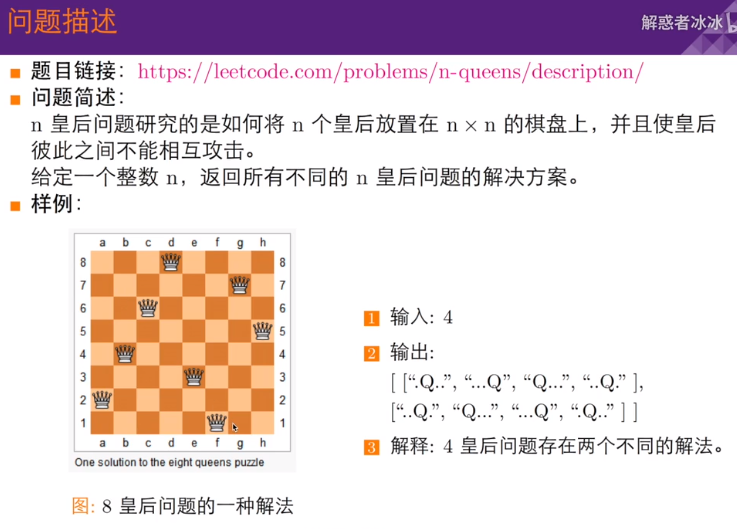 问题描述
解惑者冰冰
题目链接：https://leetcode.com/problems/n-queens/description/
问题简述：
n 皇后问题研究的是如何将 n 个皇后放置在 n × n 的棋盘上，并且使皇后
彼此之间不能相互攻击。
给定一个整数 n，返回所有不同的 n 皇后问题的解决方案。
样例：
a b c d e f g h
8 8
7 7
6 6
5 5
4 4
3 3
2 2
1 1
a b c d e f g h
One solution to the eight queens puzzle
图: 8 皇后问题的一种解法
1 输入: 4
2 输出:
[ [“.Q..”, “...Q”, “Q...”, “..Q.” ],
[“..Q.”, “Q...”, “...Q”, “.Q..” ] ]
3 解释: 4 皇后问题存在两个不同的解法。